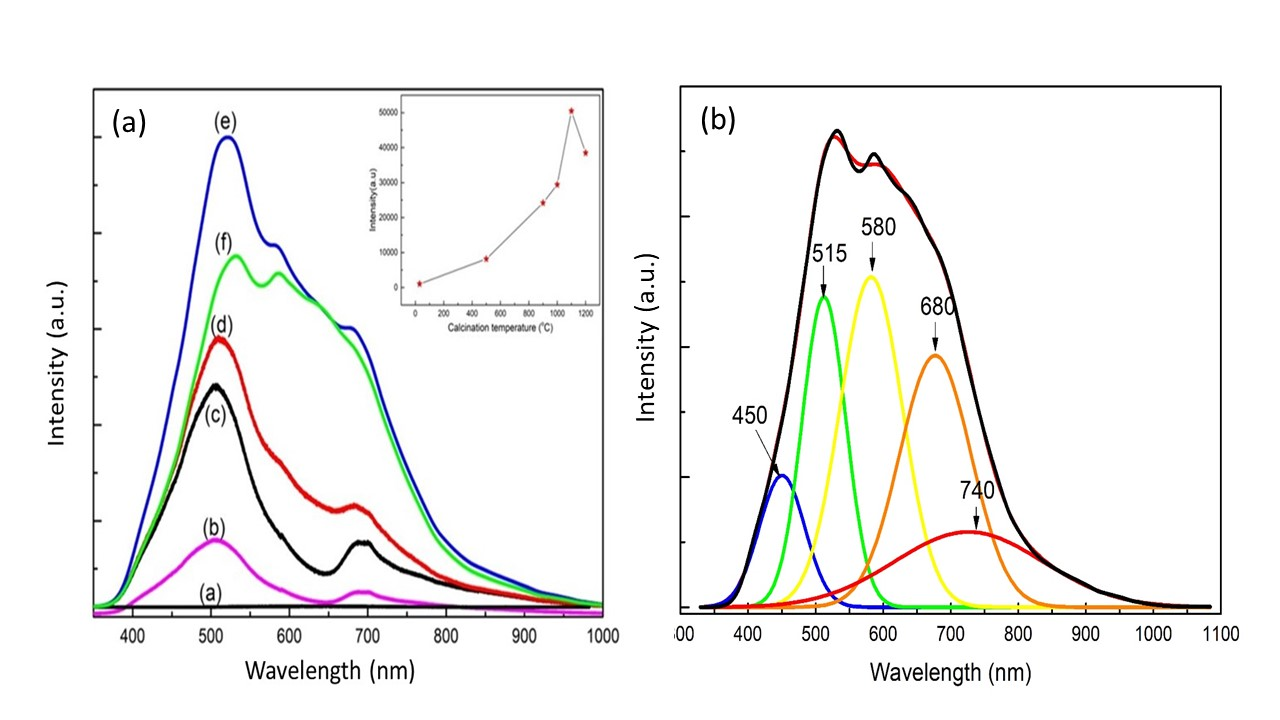 (a)
(e)
(f)
(d)
(c)
(b)
(a)
Intensity (a.u.)
400 500 600 700 800 900 1000
Wavelength (nm)
50000
40000
30000
20000
10000
0
Intensity(a.u)
0 200 400 600 800 1000 1200
Calcination temperature (°C)
(b)
580
515
680
450
740
Intensity (a.u.)
00 400 500 600 700 800 900 1000 1100
Wavelength (nm)